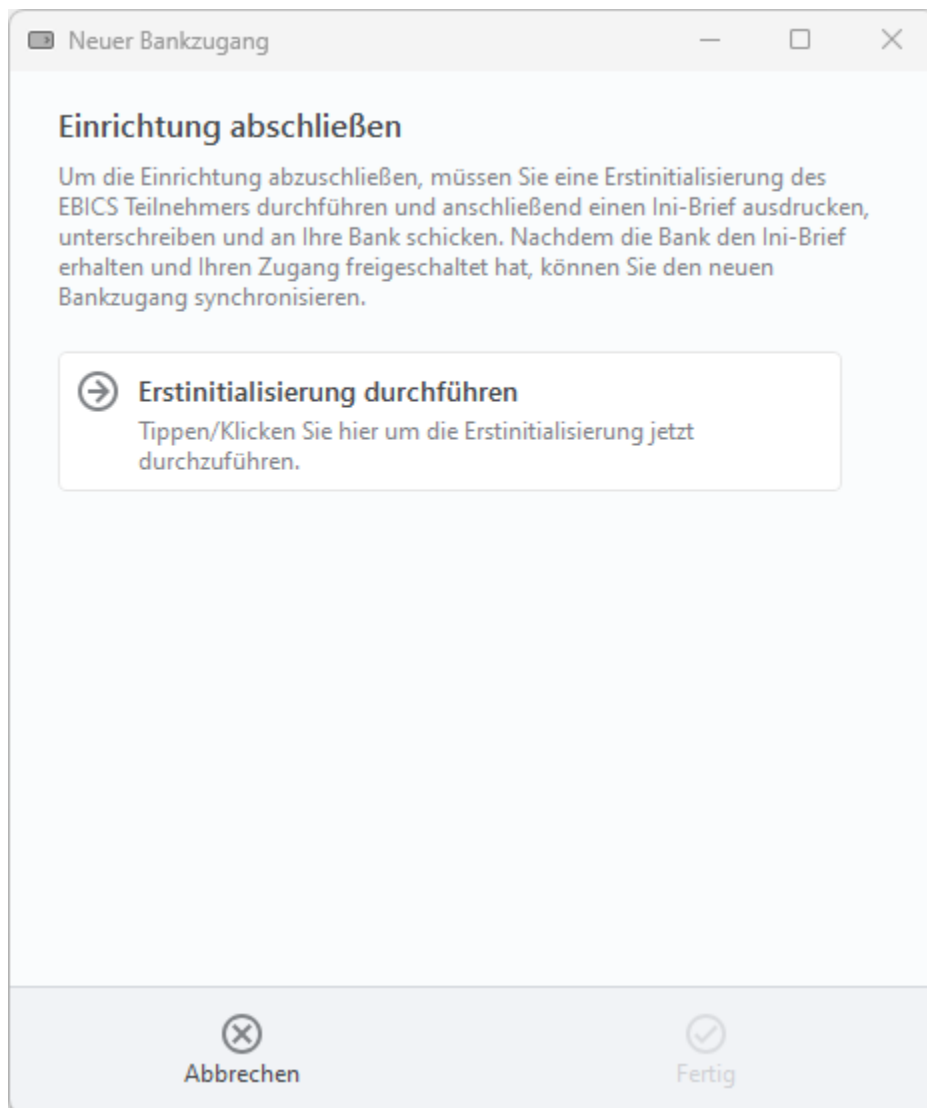 Neuer Bankzugang
Einrichtung abschließen
Um die Einrichtung abzuschließen, müssen Sie eine Erstinitialisierung des
EBICS Teilnehmers durchführen und anschließend einen Ini-Brief ausdrucken,
unterschreiben und an Ihre Bank schicken. Nachdem die Bank den Ini-Brief
erhalten und Ihren Zugang freigeschaltet hat, können Sie den neuen
Bankzugang synchronisieren.
Erstinitialisierung durchführen
Tippen/Klicken Sie hier um die Erstinitialisierung jetzt
durchzuführen.
Abbrechen
Fertig